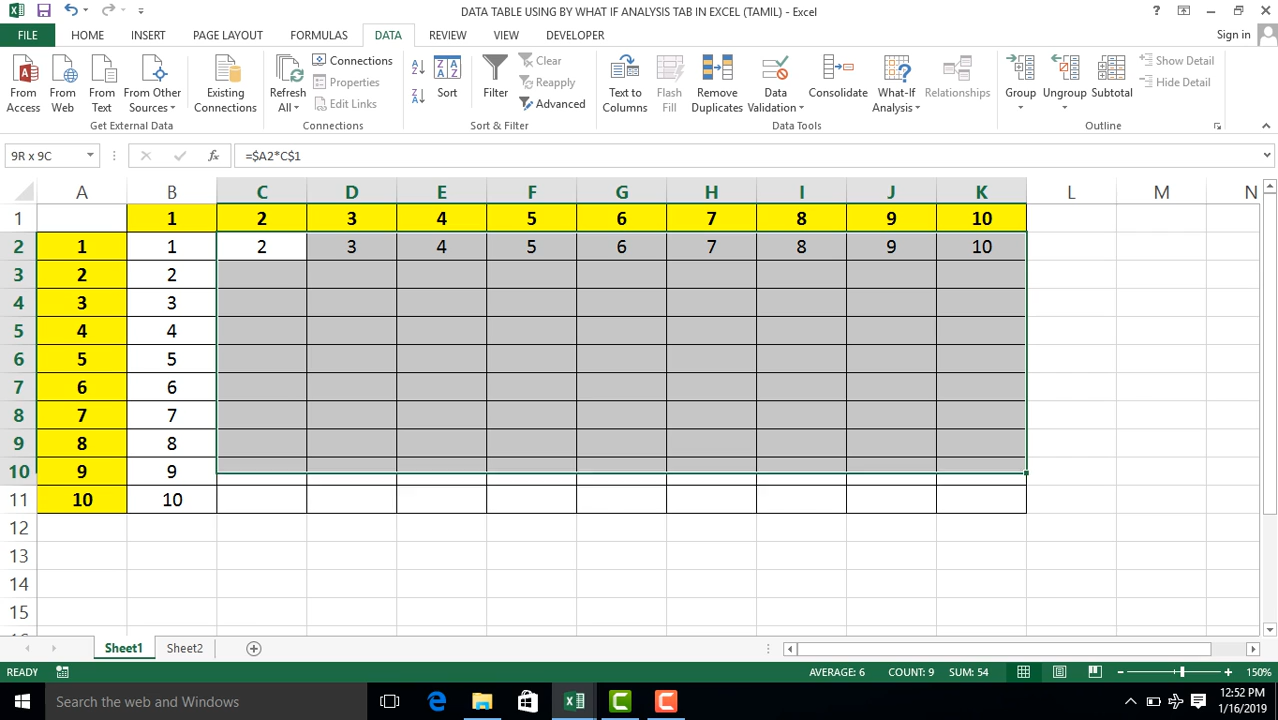 DATA TABLE USING BY WHAT IF ANALYSIS TAB IN EXCEL (TAMIL) - Excel
FILE HOME INSERT PAGE LAYOUT FORMULAS DATA REVIEW VIEW DEVELOPER Sign in
From Access
From Web
From Text
From Other Sources
Existing Connections
Refresh All
Connections
Properties
Edit Links
Sort
Filter
Clear
Reapply
Advanced
Text to Columns
Flash Fill
Remove Duplicates
Data Validation
Consolidate
What-If Analysis
Relationships
Group
Ungroup
Subtotal
Show Detail
Hide Detail
Get External Data Connections Sort & Filter Data Tools Outline
9R x 9C fx =$A2*C$1
A B C D E F G H I J K L M N
1 1 2 3 4 5 6 7 8 9 10
2 1 1 2 3 4 5 6 7 8 9 10
3 2 2
4 3 3
5 4 4
6 5 5
7 6 6
8 7 7
9 8 8
10 9 9
11 10 10
12
13
14
15
Sheet1 Sheet2
READY AVERAGE: 6 COUNT: 9 SUM: 54 150%
Search the web and Windows
12:52 PM
1/16/2019